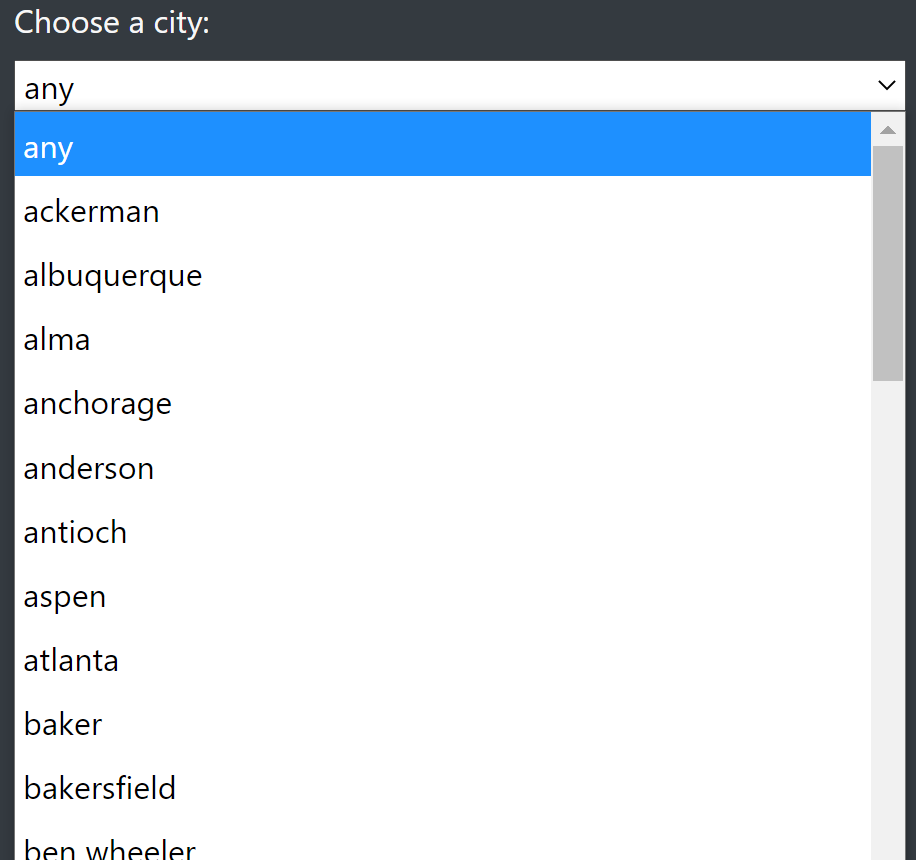 Choose a city:
any
any
ackerman
albuquerque
alma
anchorage
anderson
antioch
aspen
atlanta
baker
bakersfield
ben wheeler